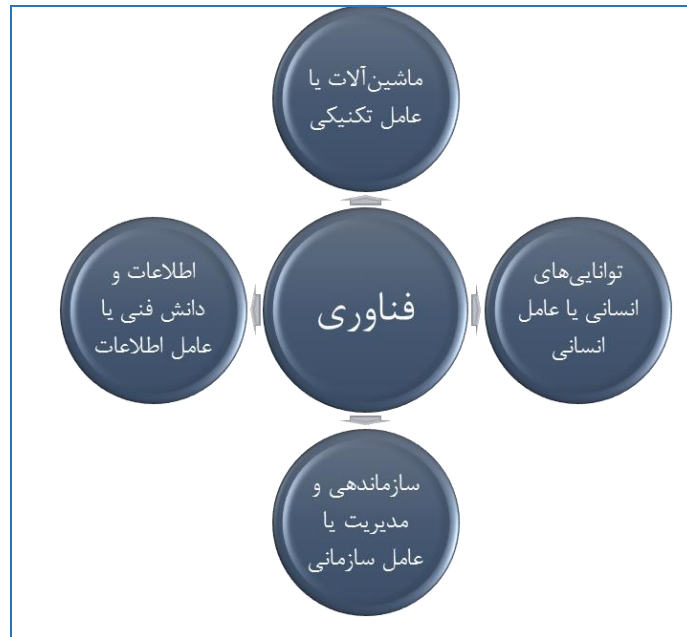 ماشین‌آلات یا
عامل تکنیکی
توانایی‌های
انسانی یا عامل
انسانی
فناوری
اطلاعات و
دانش فنی یا
عامل اطلاعات
سازماندهی و
مدیریت یا
عامل سازمانی